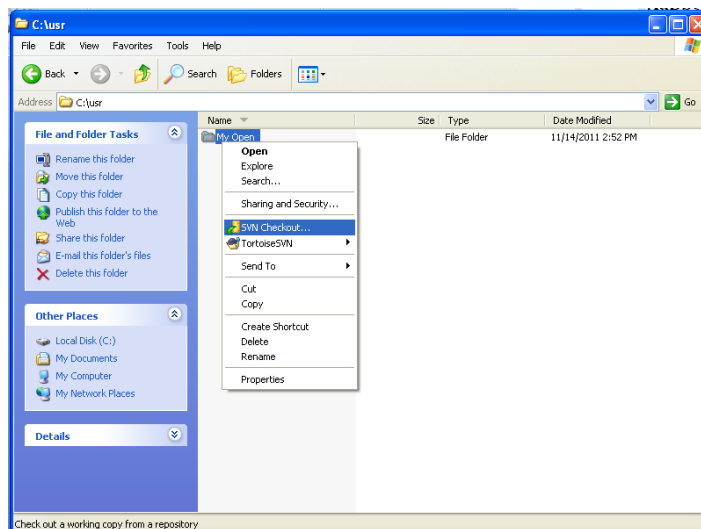 C:\usr
File Edit View Favorites Tools Help
Back Search Folders
Address C:\usr Go
Name Size Type Date Modified
File and Folder Tasks
Rename this folder
Move this folder
Copy this folder
Publish this folder to the
Web
Share this folder
E-mail this folder's files
Delete this folder
Other Places
Local Disk (C:)
My Documents
My Computer
My Network Places
Details
My Open File Folder 11/14/2011 2:52 PM
Open
Explore
Search...
Sharing and Security...
SVN Checkout...
TortoiseSVN
Send To
Cut
Copy
Create Shortcut
Delete
Rename
Properties
Check out a working copy from a repository